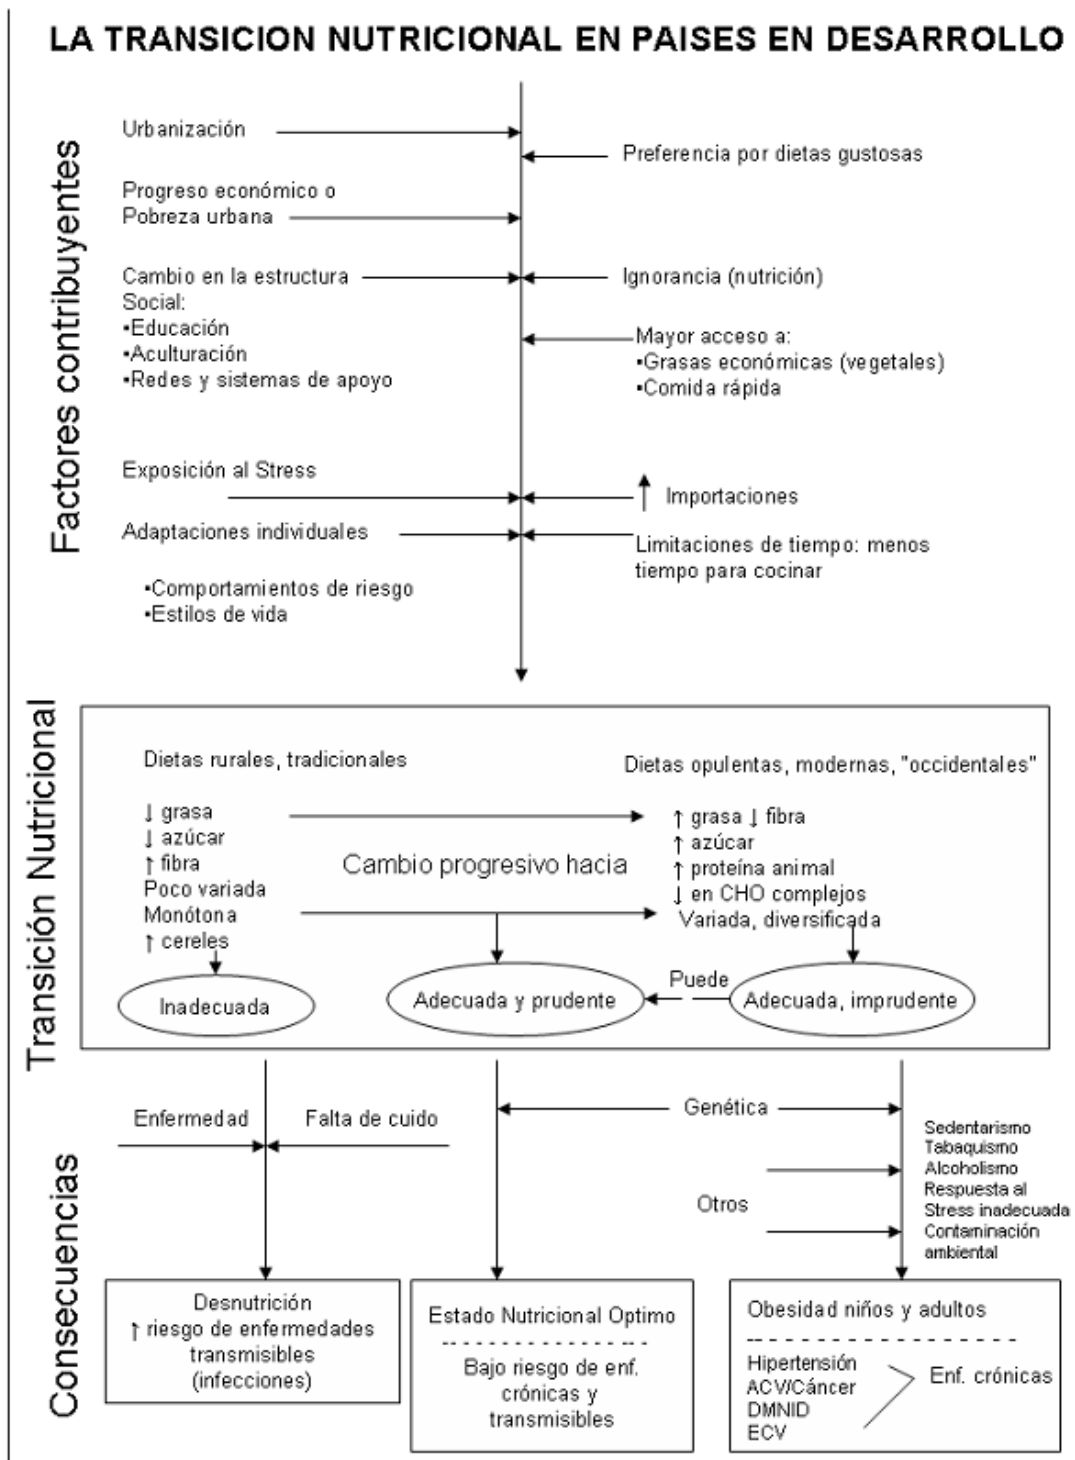 LA TRANSICION NUTRICIONAL EN PAISES EN DESARROLLO
Factores contribuyentes
Urbanización
Preferencia por dietas gustosas
Progreso económico o
Pobreza urbana
Cambio en la estructura
Social:
▪Educación
▪Aculturación
▪Redes y sistemas de apoyo
Ignorancia (nutrición)
Mayor acceso a:
▪Grasas económicas (vegetales)
▪Comida rápida
Exposición al Stress
↑ Importaciones
Adaptaciones individuales
▪Comportamientos de riesgo
▪Estilos de vida
Limitaciones de tiempo: menos
tiempo para cocinar
Transición Nutricional
Dietas rurales, tradicionales
↓ grasa
↓ azúcar
↑ fibra
Poco variada
Monótona
↑ cereles
Cambio progresivo hacia
Dietas opulentas, modernas, "occidentales"
↑ grasa ↓ fibra
↑ azúcar
↑ proteína animal
↓ en CHO complejos
Variada, diversificada
Inadecuada
Adecuada y prudente
Puede
Adecuada, imprudente
Consecuencias
Enfermedad
Falta de cuido
Genética
Otros
Sedentarismo
Tabaquismo
Alcoholismo
Respuesta al
Stress inadecuada
Contaminación
ambiental
Desnutrición
↑ riesgo de enfermedades
transmisibles
(infecciones)
Estado Nutricional Optimo
Bajo riesgo de enf.
crónicas y
transmisibles
Obesidad niños y adultos
Hipertensión
ACV/Cáncer
DMNID
ECV
Enf. crónicas